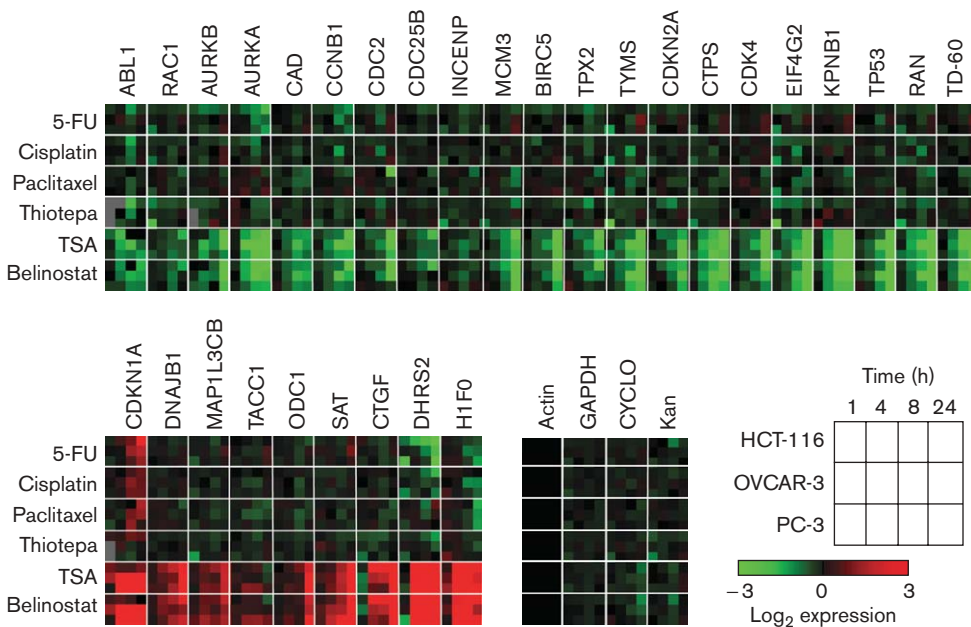 ABL1 RAC1 AURKB AURKA CAD CCNB1 CDC2 CDC25B INCENP MCM3 BIRC5 TPX2 TYMS CDKN2A CTPS CDK4 EIF4G2 KPNB1 TP53 RAN TD-60
5-FU
Cisplatin
Paclitaxel
Thiotepa
TSA
Belinostat
CDKN1A DNAJB1 MAP1L3CB TACC1 ODC1 SAT CTGF DHRS2 H1F0
5-FU
Cisplatin
Paclitaxel
Thiotepa
TSA
Belinostat
Actin GAPDH CYCLO Kan
Time (h)
1 4 8 24
HCT-116
OVCAR-3
PC-3
−3 0 3
Log₂ expression